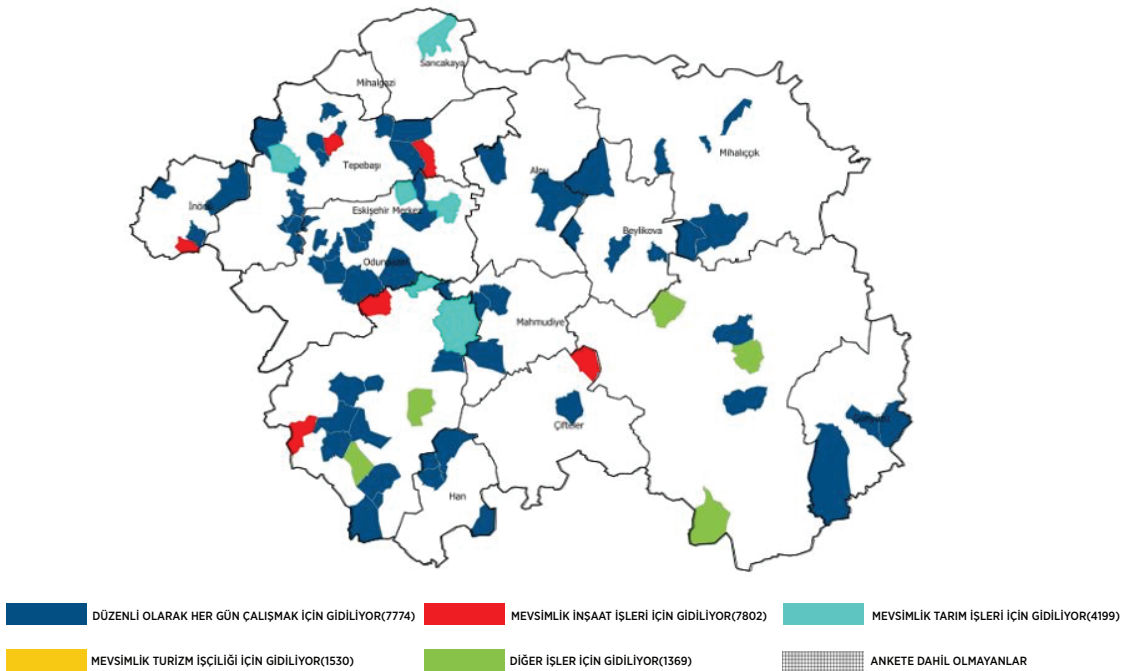 Sarıcakaya
Mihalgazi
Mihalıççık
Tepebaşı
Alpu
İnönü
Eskişehir Merkez
Beylikova
Odunpazarı
Mahmudiye
Çifteler
Günyüzü
Han
DÜZENLİ OLARAK HER GÜN ÇALIŞMAK İÇİN GİDİLİYOR(7774)
MEVSİMLİK İNŞAAT İŞLERİ İÇİN GİDİLİYOR(7802)
MEVSİMLİK TARIM İŞLERİ İÇİN GİDİLİYOR(4199)
MEVSİMLİK TURİZM İŞÇİLİĞİ İÇİN GİDİLİYOR(1530)
DİĞER İŞLER İÇİN GİDİLİYOR(1369)
ANKETE DAHİL OLMAYANLAR